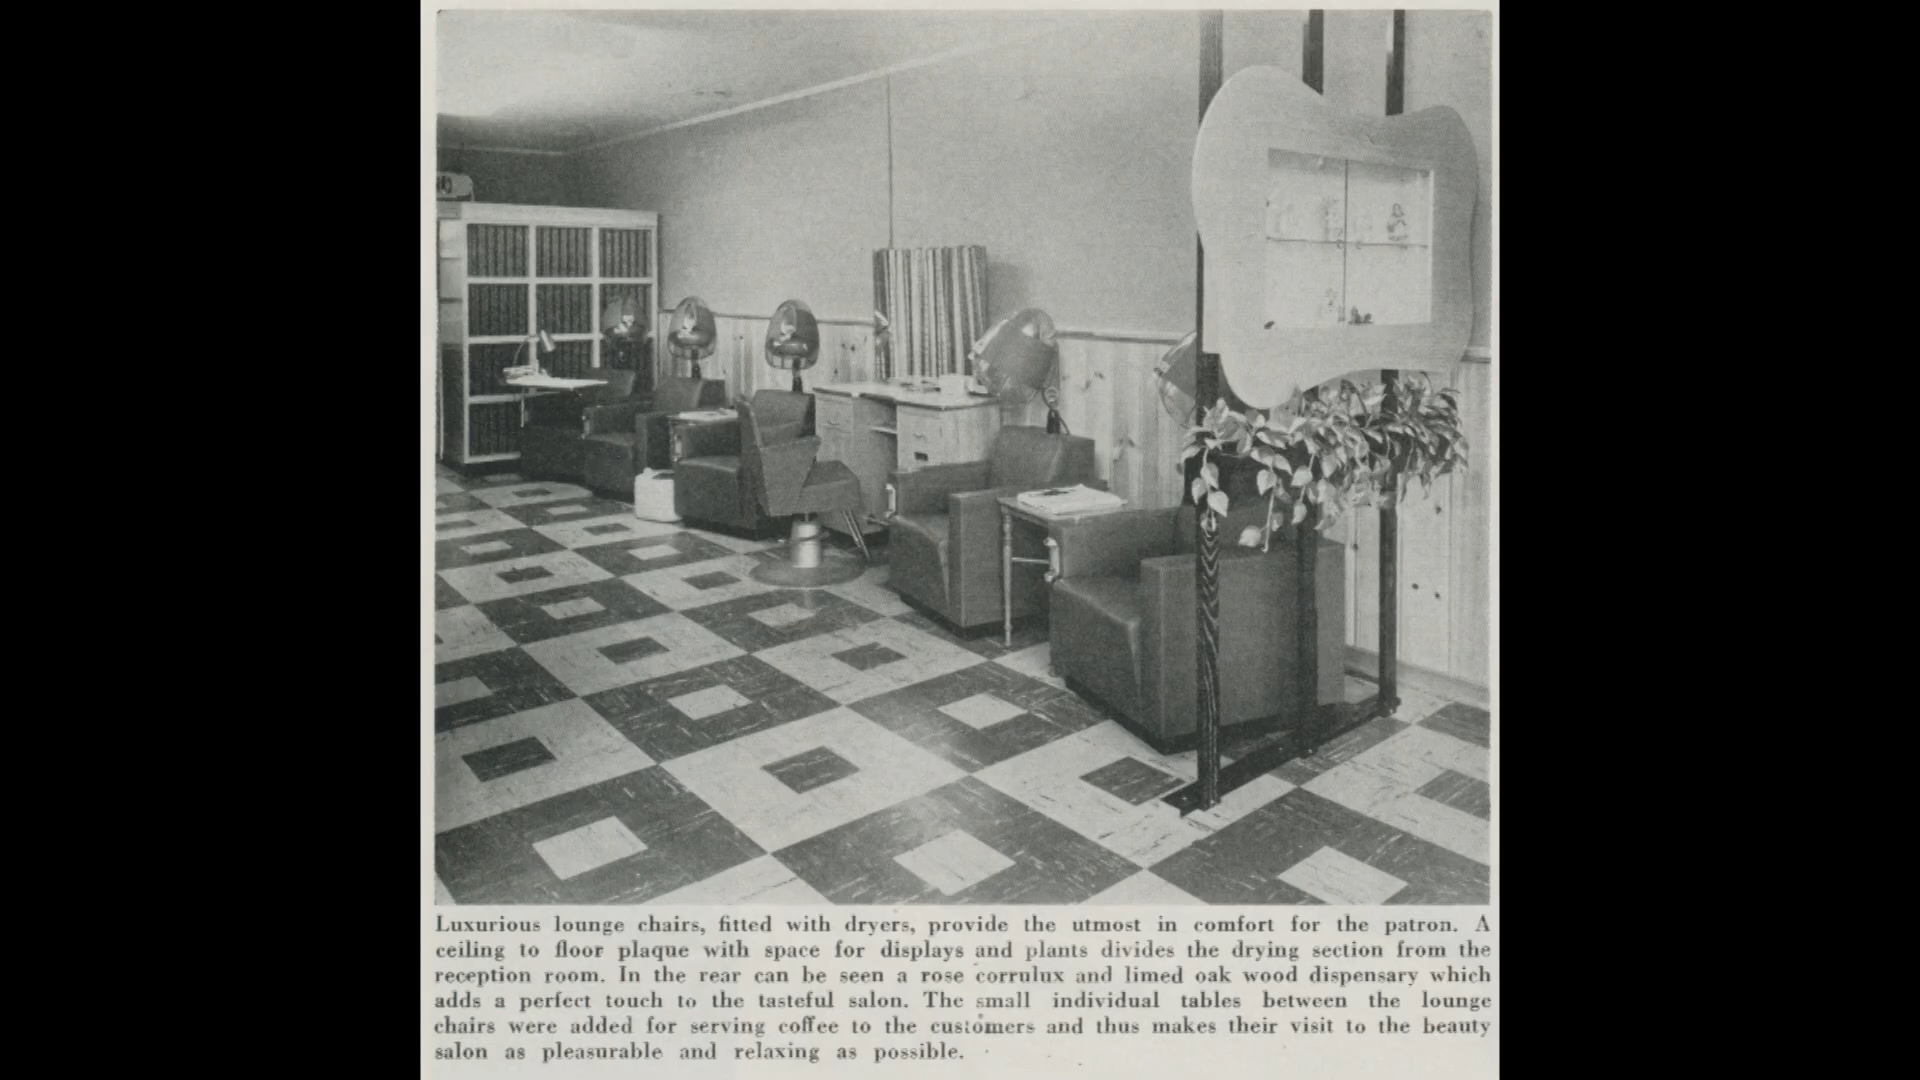 Luxurious lounge chairs, fitted with dryers, provide the utmost in comfort for the patron. A
ceiling to floor plaque with space for displays and plants divides the drying section from the
reception room. In the rear can be seen a rose corrulux and limed oak wood dispensary which
adds a perfect touch to the tasteful salon. The small individual tables between the lounge
chairs were added for serving coffee to the customers and thus makes their visit to the beauty
salon as pleasurable and relaxing as possible.